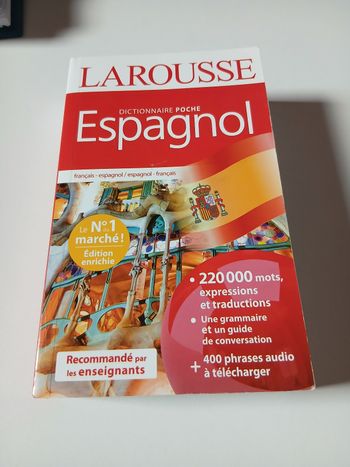 LAROUSSE
DICTIONNAIRE POCHE
Espagnol
français - espagnol / espagnol - français
Le N° 1
marché !
Édition
enrichie
• 220 000 mots,
expressions
et traductions
• Une grammaire
et un guide
de conversation
+ 400 phrases audio
à télécharger
Recommandé par
les enseignants